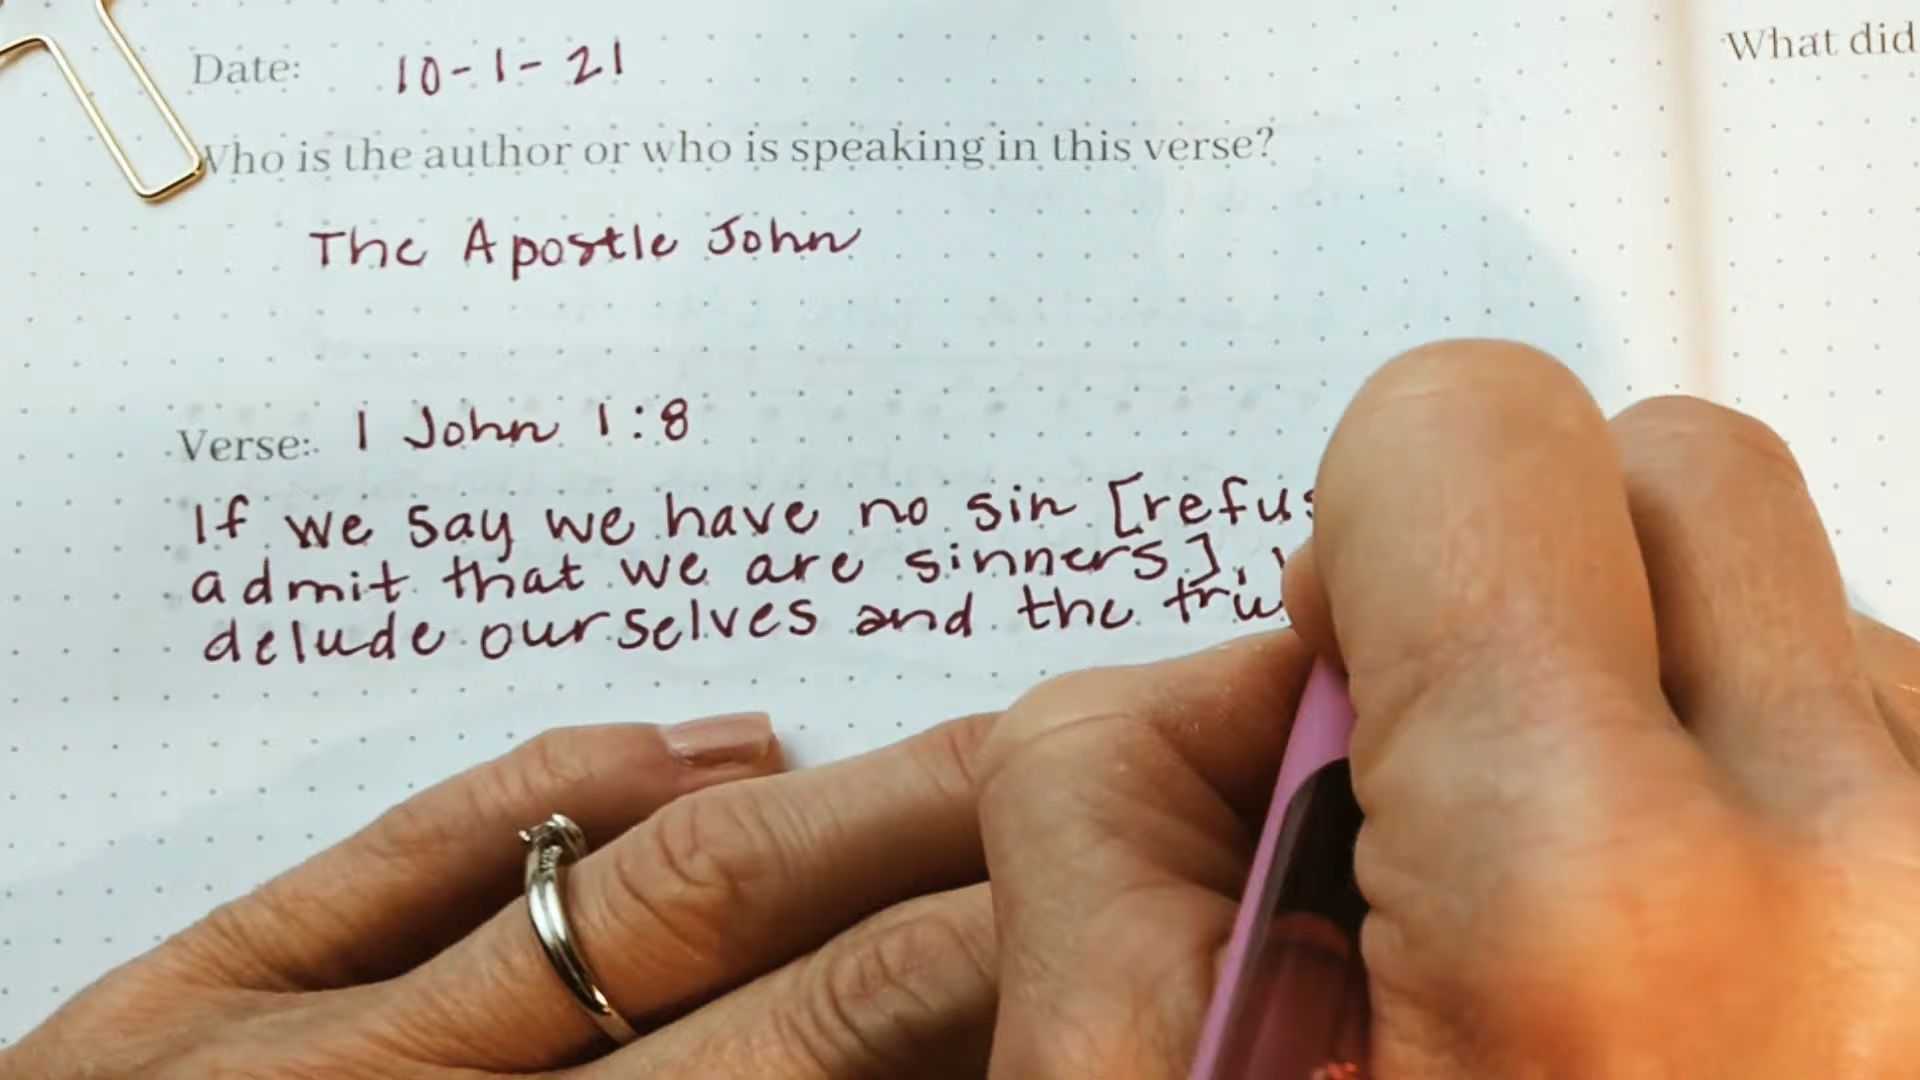 Date: 10-1-21
What did
Who is the author or who is speaking in this verse?
The Apostle John
Verse: 1 John 1:8
If we say we have no sin [refus
admit that we are sinners],
delude ourselves and the tru